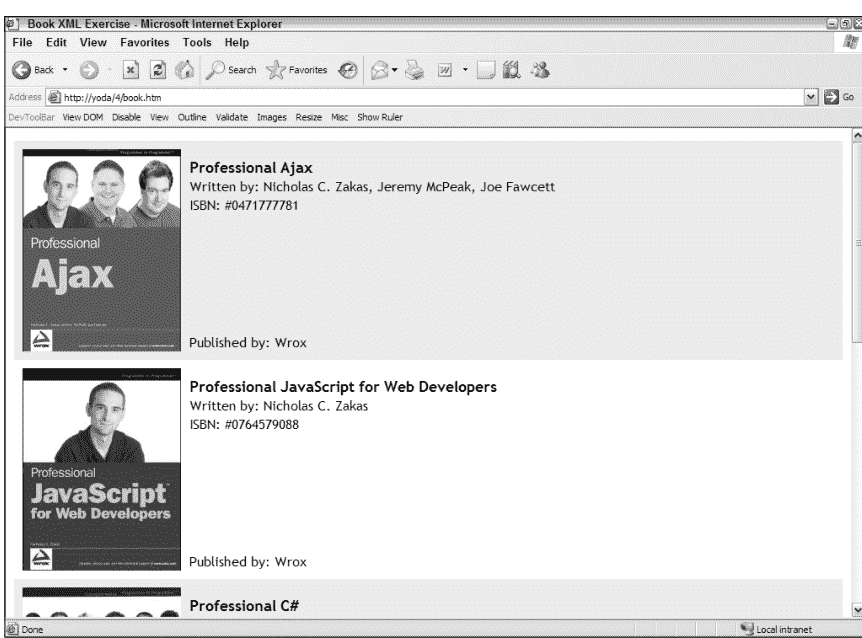 Book XML Exercise - Microsoft Internet Explorer
File Edit View Favorites Tools Help
Back Search Favorites
Address http://yoda/4/book.htm Go
DevToolBar View DOM Disable View Outline Validate Images Resize Misc Show Ruler
Professional
Ajax
wrox
Professional Ajax
Written by: Nicholas C. Zakas, Jeremy McPeak, Joe Fawcett
ISBN: #0471777781
Published by: Wrox
Professional
JavaScript
for Web Developers
wrox
Professional JavaScript for Web Developers
Written by: Nicholas C. Zakas
ISBN: #0764579088
Published by: Wrox
Professional C#
Done Local intranet